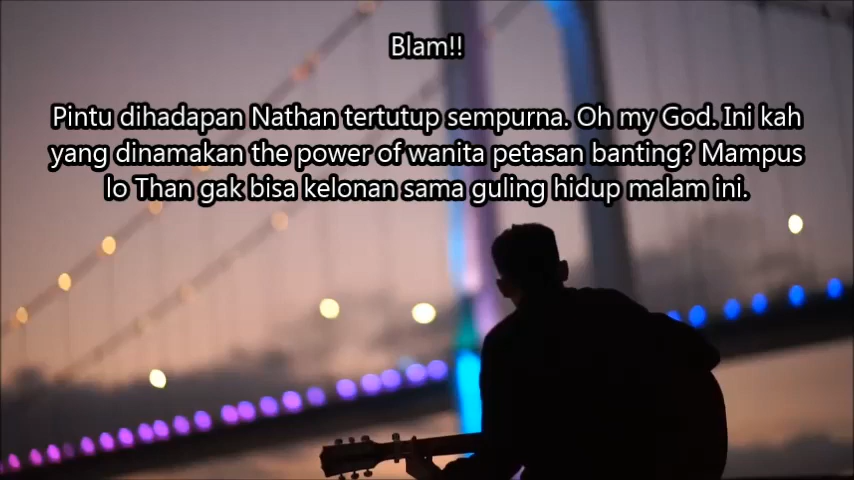 Blam!!
Pintu dihadapan Nathan tertutup sempurna. Oh my God. Ini kah
yang dinamakan the power of wanita petasan banting? Mampus
lo Than gak bisa kelonan sama guling hidup malam ini.